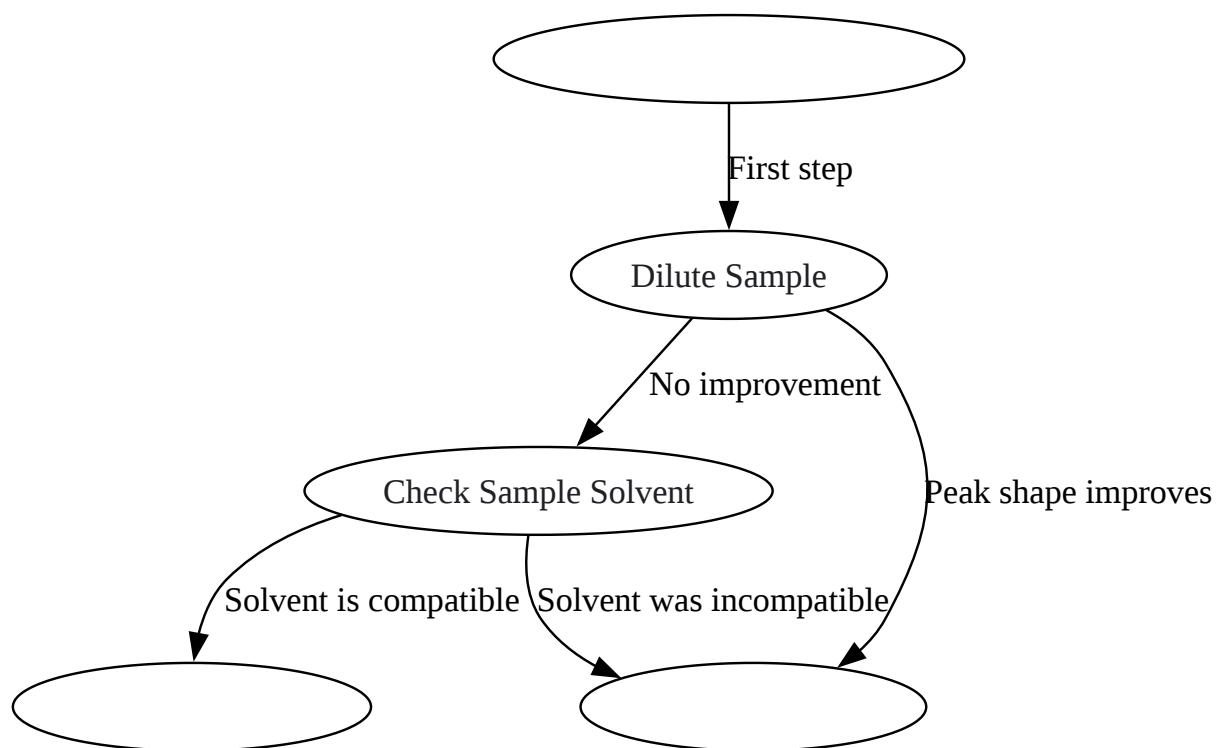 First step
Dilute Sample
No improvement
Check Sample Solvent
Peak shape improves
Solvent is compatible
Solvent was incompatible